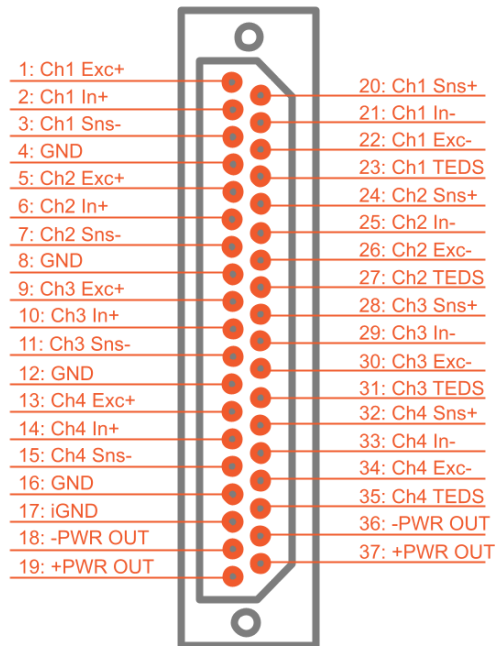 1: Ch1 Exc+
2: Ch1 In+
3: Ch1 Sns-
4: GND
5: Ch2 Exc+
6: Ch2 In+
7: Ch2 Sns-
8: GND
9: Ch3 Exc+
10: Ch3 In+
11: Ch3 Sns-
12: GND
13: Ch4 Exc+
14: Ch4 In+
15: Ch4 Sns-
16: GND
17: iGND
18: -PWR OUT
19: +PWR OUT
20: Ch1 Sns+
21: Ch1 In-
22: Ch1 Exc-
23: Ch1 TEDS
24: Ch2 Sns+
25: Ch2 In-
26: Ch2 Exc-
27: Ch2 TEDS
28: Ch3 Sns+
29: Ch3 In-
30: Ch3 Exc-
31: Ch3 TEDS
32: Ch4 Sns+
33: Ch4 In-
34: Ch4 Exc-
35: Ch4 TEDS
36: -PWR OUT
37: +PWR OUT